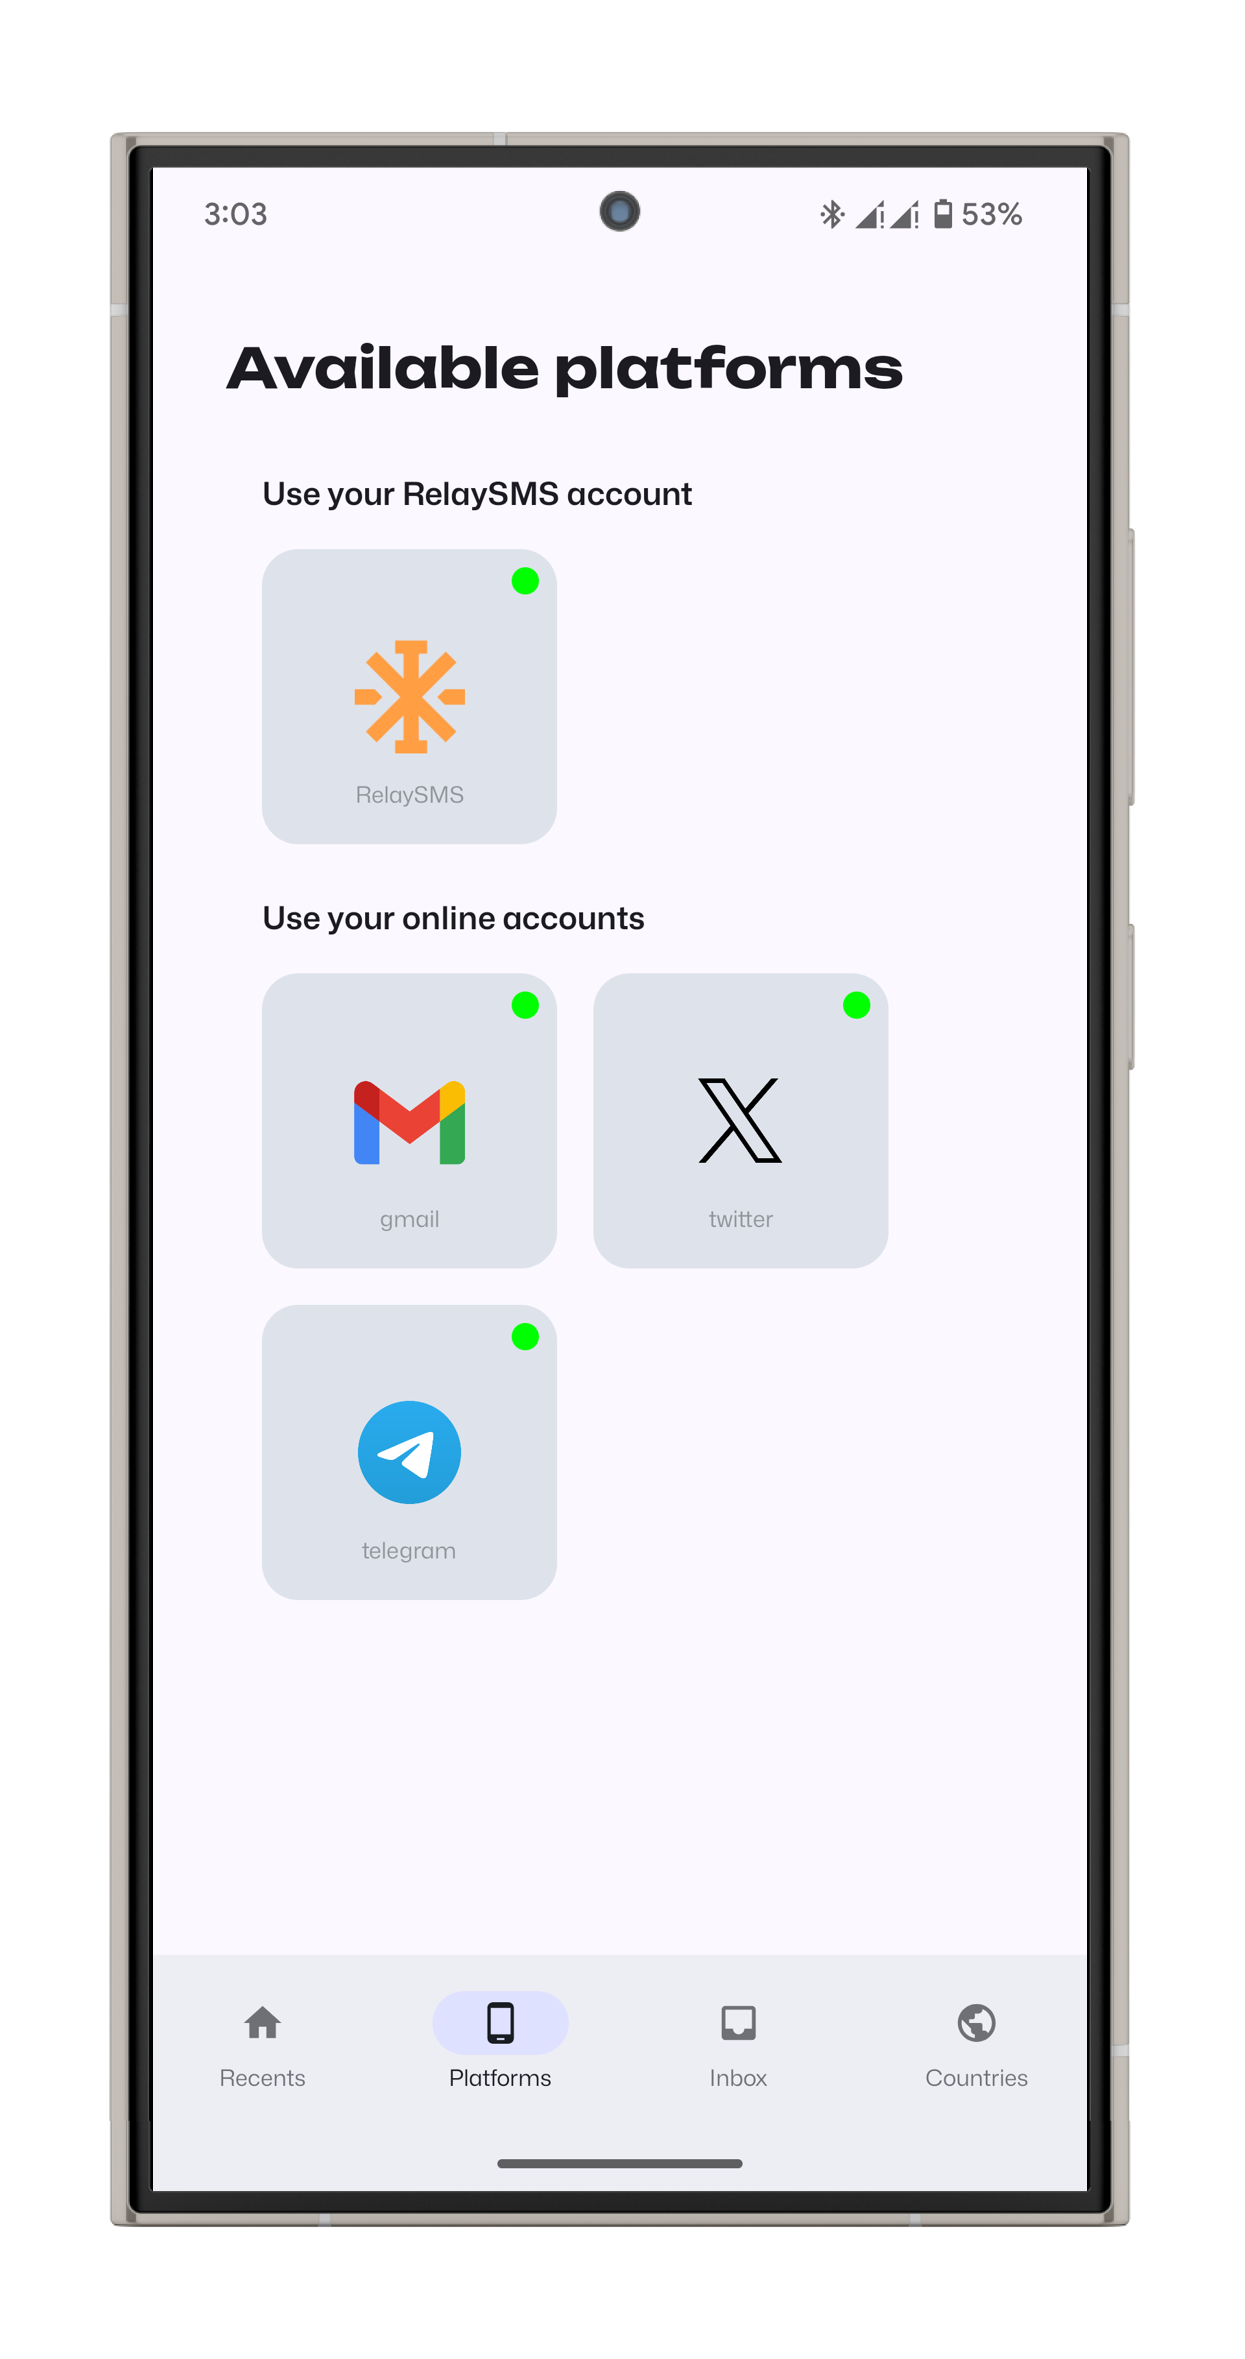 3:03
53%
Available platforms
Use your RelaySMS account
RelaySMS
Use your online accounts
gmail
twitter
telegram
Recents
Platforms
Inbox
Countries